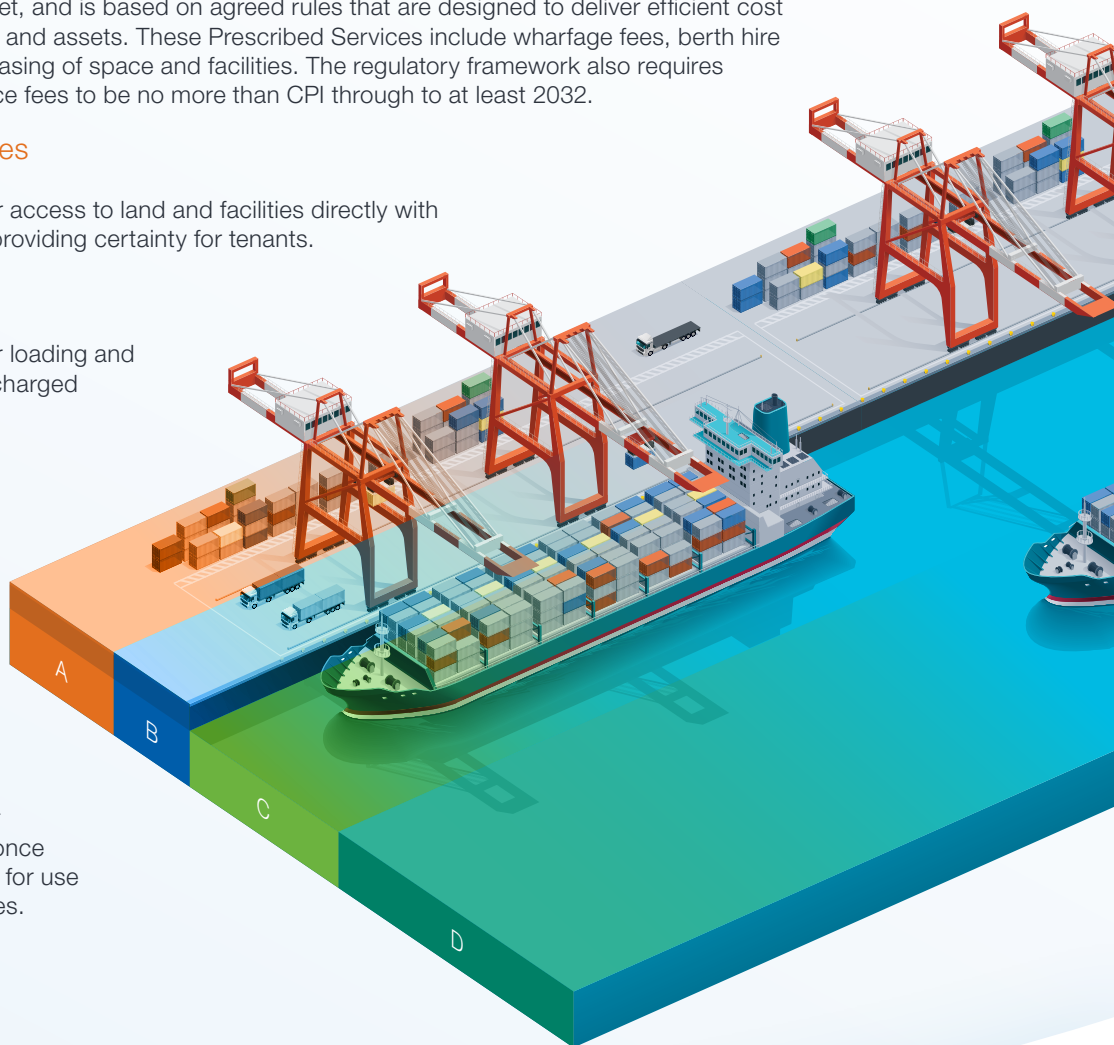 et, and is based on agreed rules that are designed to deliver efficient cost
and assets. These Prescribed Services include wharfage fees, berth hire
asing of space and facilities. The regulatory framework also requires
ce fees to be no more than CPI through to at least 2032.
es
r access to land and facilities directly with
providing certainty for tenants.
r loading and
charged
A
B
C
once
for use
es.
D